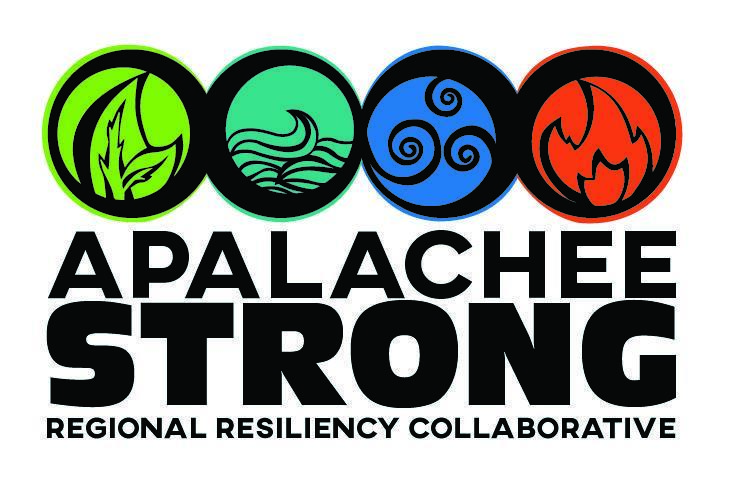 APALACHEE
STRONG
REGIONAL RESILIENCY COLLABORATIVE